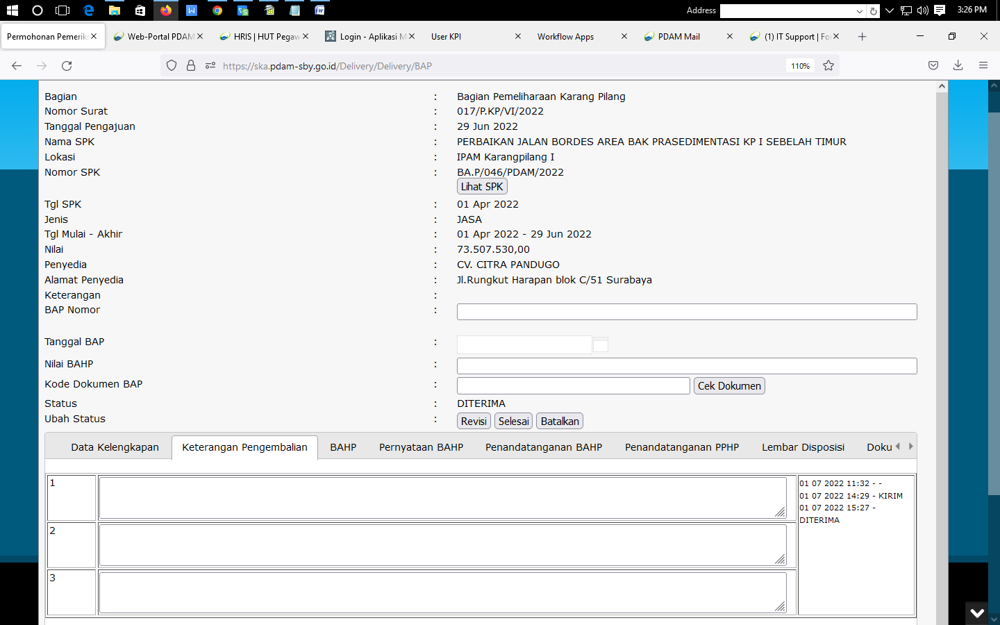 Address
3:26 PM
Permohonan Pemerik
Web-Portal PDAM
HRIS | HUT Pegaw
Login - Aplikasi M
User KPI
Workflow Apps
PDAM Mail
(1) IT Support | Fo
https://ska.pdam-sby.go.id/Delivery/Delivery/BAP
110%
Bagian : Bagian Pemeliharaan Karang Pilang
Nomor Surat : 017/P.KP/VI/2022
Tanggal Pengajuan : 29 Jun 2022
Nama SPK : PERBAIKAN JALAN BORDES AREA BAK PRASEDIMENTASI KP I SEBELAH TIMUR
Lokasi : IPAM Karangpilang I
Nomor SPK : BA.P/046/PDAM/2022
Lihat SPK
Tgl SPK : 01 Apr 2022
Jenis : JASA
Tgl Mulai - Akhir : 01 Apr 2022 - 29 Jun 2022
Nilai : 73.507.530,00
Penyedia : CV. CITRA PANDUGO
Alamat Penyedia : Jl.Rungkut Harapan blok C/51 Surabaya
Keterangan :
BAP Nomor :
Tanggal BAP :
Nilai BAHP :
Kode Dokumen BAP : Cek Dokumen
Status : DITERIMA
Ubah Status : Revisi Selesai Batalkan
Data Kelengkapan Keterangan Pengembalian BAHP Pernyataan BAHP Penandatanganan BAHP Penandatanganan PPHP Lembar Disposisi Doku
1
2
3
01 07 2022 11:32 - -
01 07 2022 14:29 - KIRIM
01 07 2022 15:27 -
DITERIMA